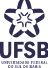 UFSB
UNIVERSIDADE FEDERAL
DO SUL DA BAHIA